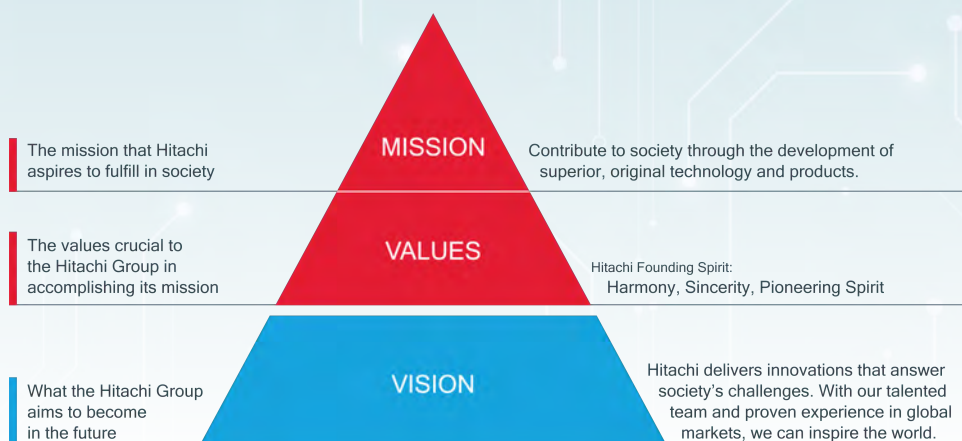 The mission that Hitachi
aspires to fulfill in society
MISSION
Contribute to society through the development of
superior, original technology and products.
The values crucial to
the Hitachi Group in
accomplishing its mission
VALUES
Hitachi Founding Spirit:
Harmony, Sincerity, Pioneering Spirit
What the Hitachi Group
aims to become
in the future
VISION
Hitachi delivers innovations that answer
society's challenges. With our talented
team and proven experience in global
markets, we can inspire the world.